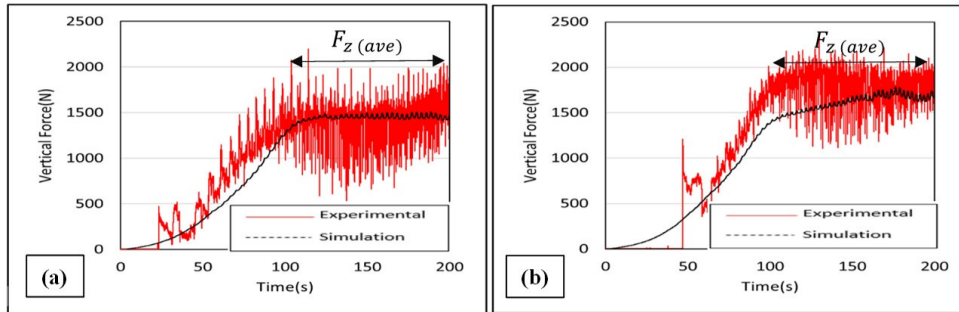 2500
2000
1500
1000
500
0
Vertical Force(N)
F_z (ave)
Experimental
Simulation
0 50 100 150 200
Time(s)
(a)
2500
2000
1500
1000
500
0
Vertical Force(N)
F_z (ave)
Experimental
Simulation
0 50 100 150 200
Time(s)
(b)